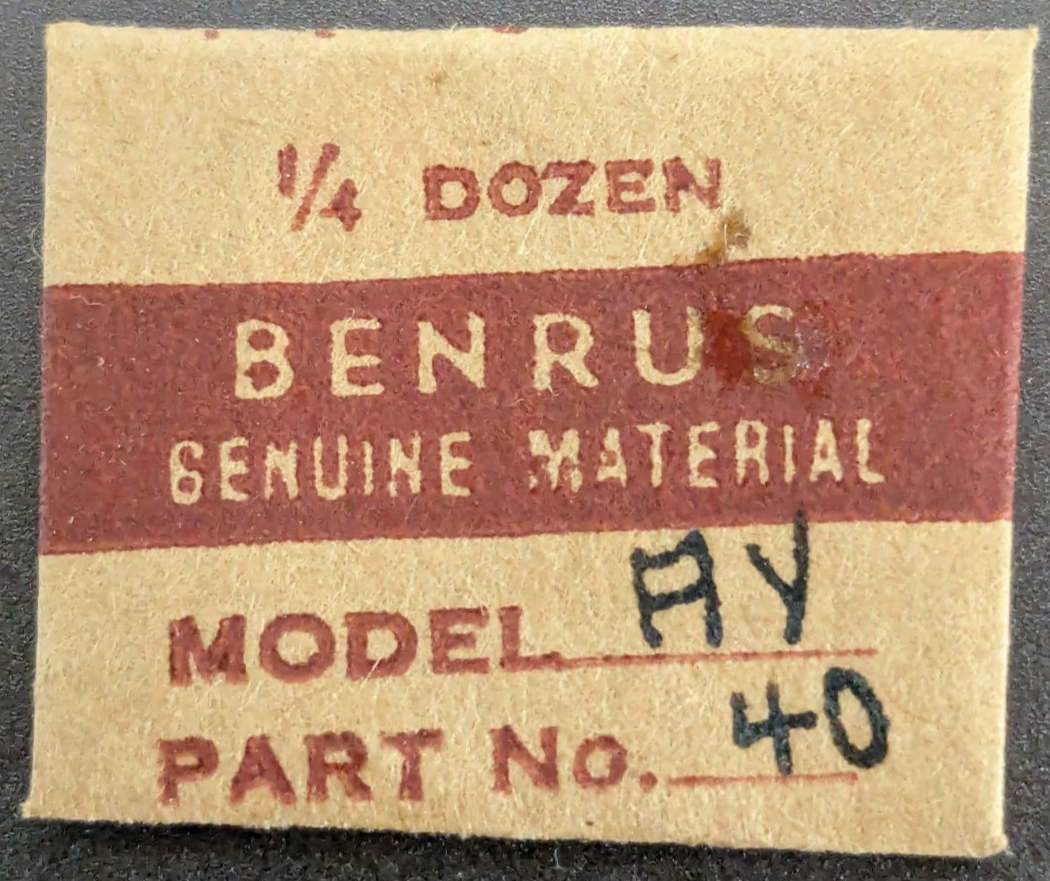 1/4 DOZEN
BENRUS
GENUINE MATERIAL
MODEL AY
PART No. 40